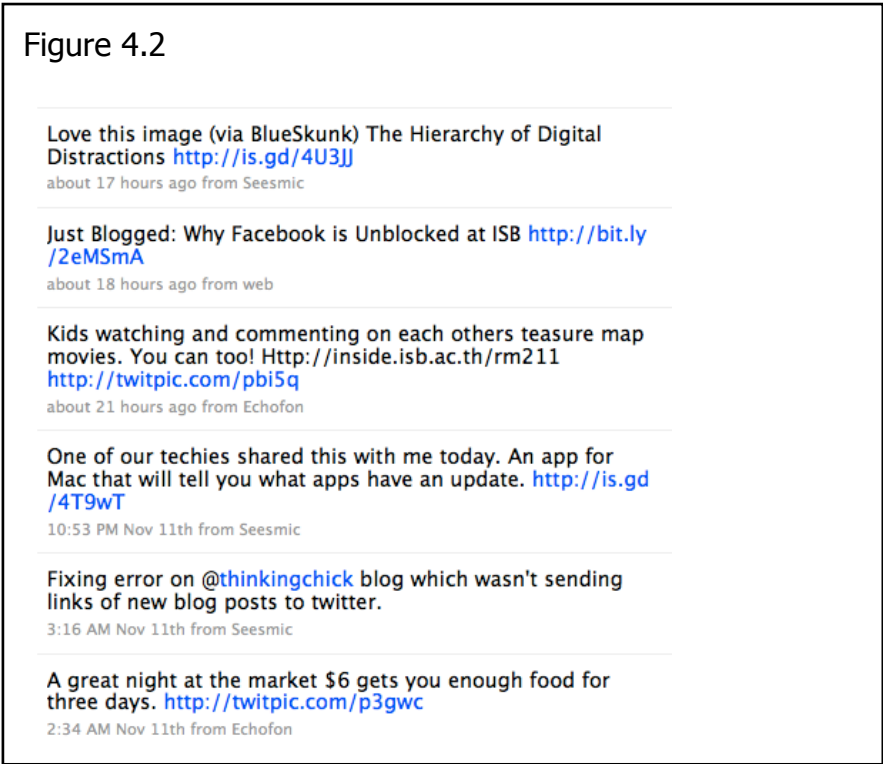 Figure 4.2
Love this image (via BlueSkunk) The Hierarchy of Digital
Distractions http://is.gd/4U3JJ
about 17 hours ago from Seesmic
Just Blogged: Why Facebook is Unblocked at ISB http://bit.ly
/2eMSmA
about 18 hours ago from web
Kids watching and commenting on each others teasure map
movies. You can too! Http://inside.isb.ac.th/rm211
http://twitpic.com/pbi5q
about 21 hours ago from Echofon
One of our techies shared this with me today. An app for
Mac that will tell you what apps have an update. http://is.gd
/4T9wT
10:53 PM Nov 11th from Seesmic
Fixing error on @thinkingchick blog which wasn't sending
links of new blog posts to twitter.
3:16 AM Nov 11th from Seesmic
A great night at the market $6 gets you enough food for
three days. http://twitpic.com/p3gwc
2:34 AM Nov 11th from Echofon